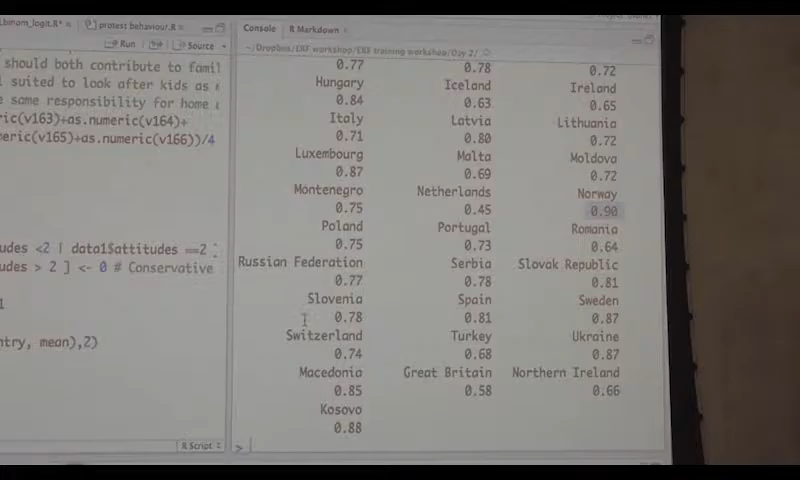 binom_logit.R* × protest behaviour.R ×
Run Source
should both contribute to famil
suited to look after kids as
e same responsibility for home
ric(v163)+as.numeric(v164)+
meric(v165)+as.numeric(v166))/4
udes <2 | data1$attitudes ==2
udes > 2 ] <- 0 # Conservative
ntry, mean),2)
R Script
Console R Markdown ×
~/Dropbox/ERF workshop/ERF training workshop/Day 2/
0.77 0.78 0.72
Hungary Iceland Ireland
0.84 0.63 0.65
Italy Latvia Lithuania
0.71 0.80 0.72
Luxembourg Malta Moldova
0.87 0.69 0.72
Montenegro Netherlands Norway
0.75 0.45 0.90
Poland Portugal Romania
0.75 0.73 0.64
Russian Federation Serbia Slovak Republic
0.77 0.78 0.81
Slovenia Spain Sweden
0.78 0.81 0.87
Switzerland Turkey Ukraine
0.74 0.68 0.87
Macedonia Great Britain Northern Ireland
0.85 0.58 0.66
Kosovo
0.88
>